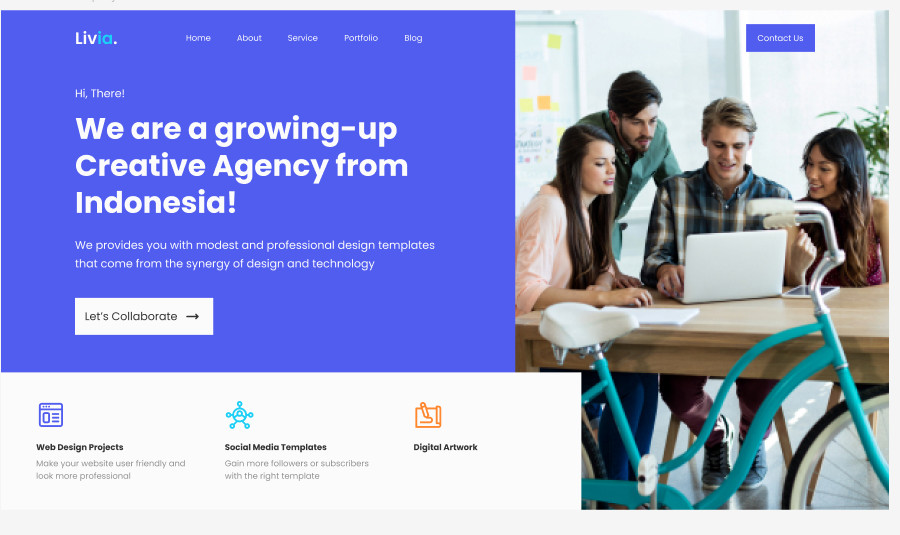 Livia.
Home About Service Portfolio Blog
Contact Us
Hi, There!
We are a growing-up
Creative Agency from
Indonesia!
We provides you with modest and professional design templates
that come from the synergy of design and technology
Let's Collaborate →
Web Design Projects
Make your website user friendly and
look more professional
Social Media Templates
Gain more followers or subscribers
with the right template
Digital Artwork